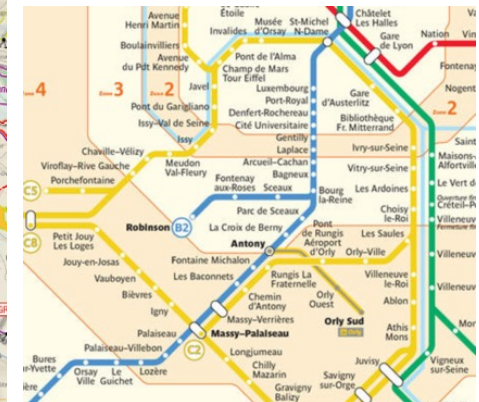 Étoile
Avenue
Henri Martin
Musée
d'Orsay
St-Michel
N-Dame
Châtelet
Les Halles
Invalides
Gare
de Lyon
Nation
Boulainvilliers
Pont de l'Alma
Avenue
du Pdt Kennedy
Champ de Mars
Tour Eiffel
Fontenay
4
Zone 3
Zone 2
Javel
Luxembourg
Port-Royal
Gare
d'Austerlitz
Nogent
Zone 2
Pont du Garigliano
Denfert-Rochereau
Cité Universitaire
Bibliothèque
Fr. Mitterrand
Issy-Val de Seine
Gentilly
Laplace
Issy
Ivry-sur-Seine
Saint
Chaville-Vélizy
Maisons-
Alfortville
Viroflay-Rive Gauche
Meudon
Val-Fleury
Arcueil-Cachan
Bagneux
Vitry-sur-Seine
Porchefontaine
Fontenay
aux-Roses
Sceaux
Bourg
la-Reine
Les Ardoines
Le Vert de
C5
Parc de Sceaux
Choisy
le-Roi
Créteil-P
Robinson B2
La Croix de Berny
Pont
de Rungis
Aéroport
d'Orly
Les Saules
Villeneuv
C8
Petit Jouy
Les Loges
Antony
Jouy-en-Josas
Fontaine Michalon
Orly-Ville
Villeneuv
Vauboyen
Les Baconnets
Rungis La
Fraternelle
Villeneuve
le-Roi
Bièvres
Chemin
d'Antony
Orly
Ouest
Ablon
Villeneuv
Igny
Massy-Verrières
Orly Sud
Orly
Athis
Mons
Palaiseau
Massy-Palaiseau
Mon
Palaiseau-Villebon
C2
Longjumeau
Juvisy
Vigneux
sur-Seine
Bures
ur-Yvette
Orsay
Ville
Le
Guichet
Lozère
Chilly
Mazarin
Savigny
sur-Orge
Gravigny
Balizy